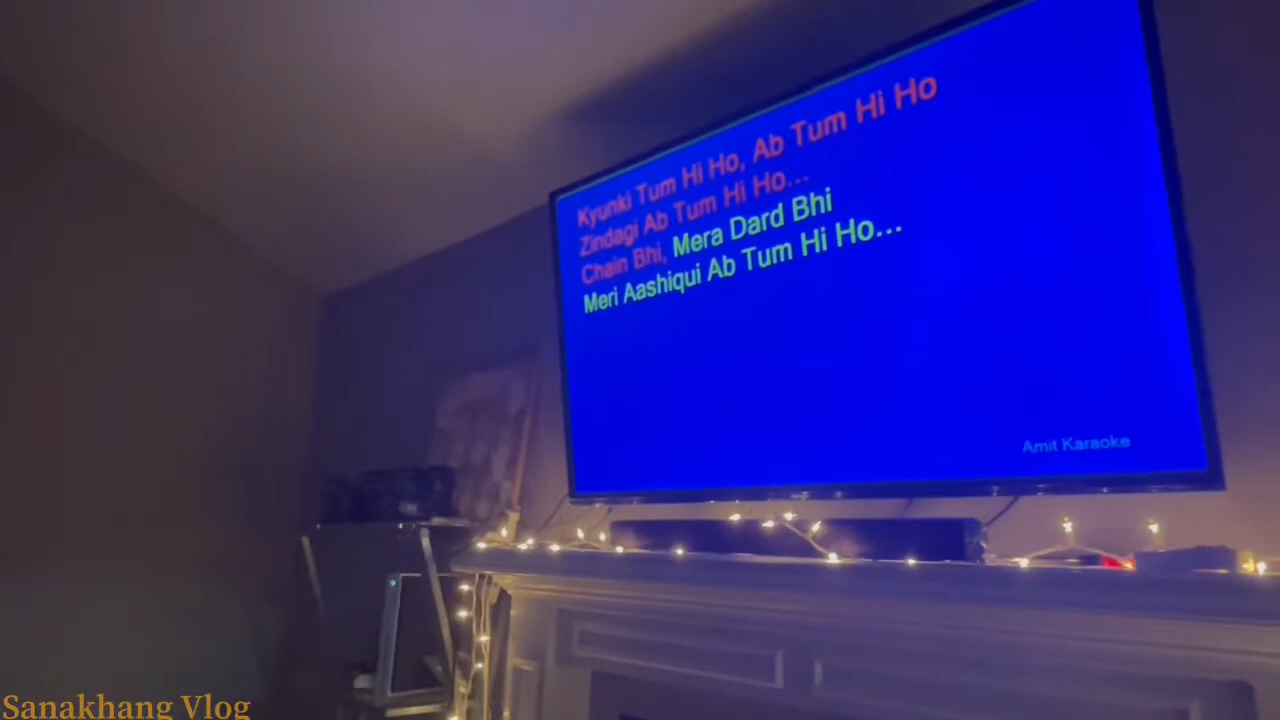 Kyunki Tum Hi Ho, Ab Tum Hi Ho
Zindagi Ab Tum Hi Ho...
Chain Bhi, Mera Dard Bhi
Meri Aashiqui Ab Tum Hi Ho...
Amit Karaoke
Sanakhang Vlog